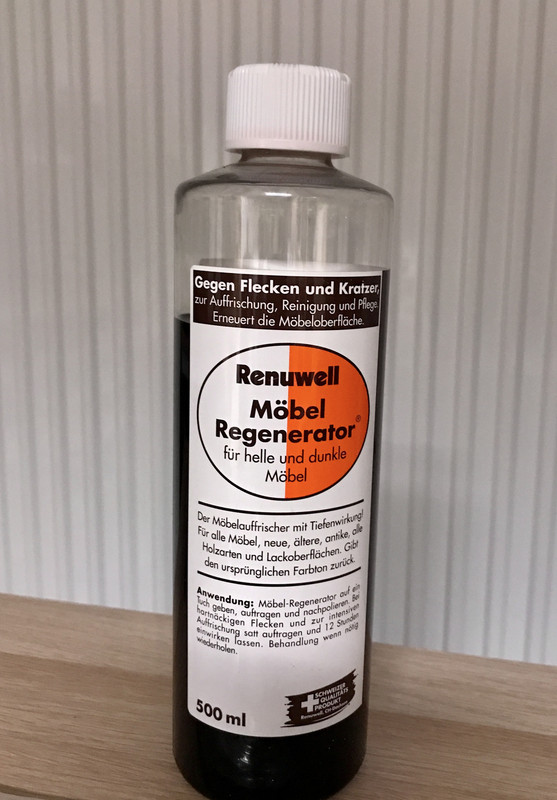 Gegen Flecken und Kratzer,
zur Auffrischung, Reinigung und Pflege.
Erneuert die Möbeloberfläche.
Renuwell
Möbel
Regenerator®
für helle und dunkle
Möbel
Der Möbelauffrischer mit Tiefenwirkung!
Für alle Möbel, neue, ältere, antike, alle
Holzarten und Lackoberflächen. Gibt
den ursprünglichen Farbton zurück.
Anwendung: Möbel-Regenerator auf ein
Tuch geben, auftragen und nachpolieren. Bei
hartnäckigen Flecken und zur intensiven
Auffrischung satt auftragen und 12 Stunden
einwirken lassen. Behandlung wenn nötig
wiederholen.
SCHWEIZER
QUALITÄTS
PRODUKT
Renuwell, CH-
500 ml